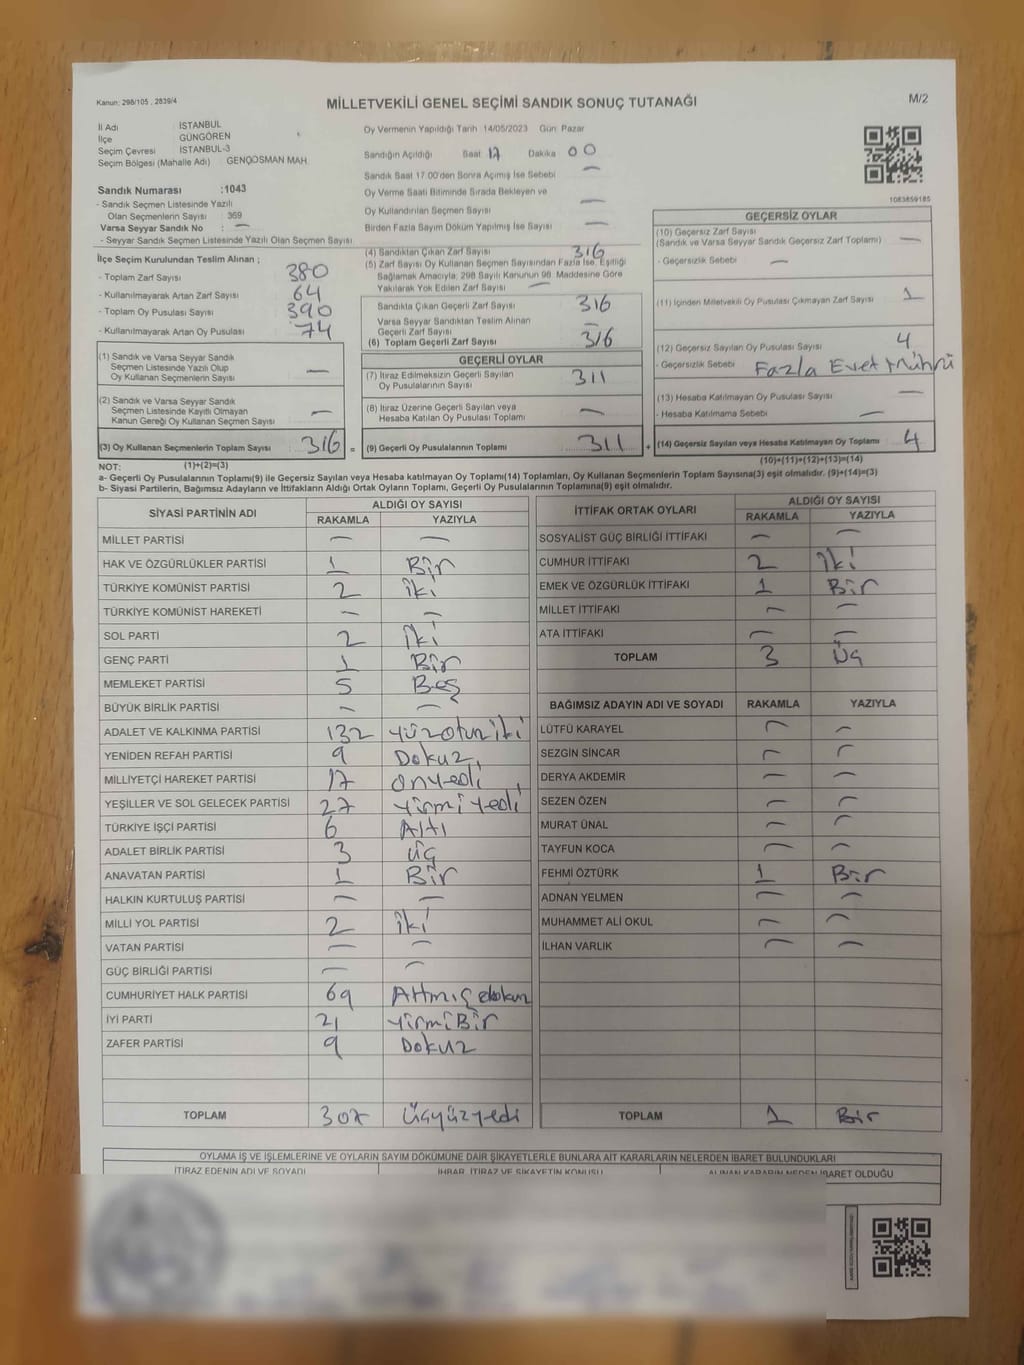 Kanun: 298/105 , 2839/4
MİLLETVEKİLİ GENEL SEÇİMİ SANDIK SONUÇ TUTANAĞI
M/2
İl Adı İSTANBUL
İlçe GÜNGÖREN
Seçim Çevresi İSTANBUL-3
Seçim Bölgesi (Mahalle Adı) GENÇOSMAN MAH.
Sandık Numarası :1043
- Sandık Seçmen Listesinde Yazılı
Olan Seçmenlerin Sayısı : 369
Varsa Seyyar Sandık No : —
- Seyyar Sandık Seçmen Listesinde Yazılı Olan Seçmen Sayısı
İlçe Seçim Kurulundan Teslim Alınan ;
- Toplam Zarf Sayısı 380
- Kullanılmayarak Artan Zarf Sayısı 64
- Toplam Oy Pusulası Sayısı 390
- Kullanılmayarak Artan Oy Pusulası 74
(1) Sandık ve Varsa Seyyar Sandık
Seçmen Listesinde Yazılı Olup
Oy Kullanan Seçmenlerin Sayısı —
(2) Sandık ve Varsa Seyyar Sandık
Seçmen Listesinde Kayıtlı Olmayan
Kanun Gereği Oy Kullanan Seçmen Sayısı —
(3) Oy Kullanan Seçmenlerin Toplam Sayısı 316 =
(1)+(2)=(3)
Oy Vermenin Yapıldığı Tarih 14/05/2023 Gün Pazar
Sandığın Açıldığı Saat 17 Dakika 00
Sandık Saat 17.00'den Sonra Açımış İse Sebebi —
Oy Verme Saati Bitiminde Sırada Bekleyen ve
Oy Kullandırılan Seçmen Sayısı —
Birden Fazla Sayım Döküm Yapılmış İse Sayısı —
(4) Sandıktan Çıkan Zarf Sayısı 316
(5) Zarf Sayısı Oy Kullanan Seçmen Sayısından Fazla İse, Eşitliği
Sağlamak Amacıyla; 298 Sayılı Kanunun 98. Maddesine Göre
Yakılarak Yok Edilen Zarf Sayısı —
Sandıkta Çıkan Geçerli Zarf Sayısı 316
Varsa Seyyar Sandıktan Teslim Alınan
Geçerli Zarf Sayısı —
(6) Toplam Geçerli Zarf Sayısı 316
GEÇERLİ OYLAR
(7) İtiraz Edilmeksizin Geçerli Sayılan
Oy Pusulalarının Sayısı 311
(8) İtiraz Üzerine Geçerli Sayılan veya
Hesaba Katılan Oy Pusulası Toplamı —
(9) Geçerli Oy Pusulalarının Toplamı 311 +
1083859185
GEÇERSİZ OYLAR
(10) Geçersiz Zarf Sayısı
(Sandık ve Varsa Seyyar Sandık Geçersiz Zarf Toplamı) —
- Geçersizlik Sebebi —
(11) İçinden Milletvekili Oy Pusulası Çıkmayan Zarf Sayısı 1
(12) Geçersiz Sayılan Oy Pusulası Sayısı 4
- Geçersizlik Sebebi Fazla Evet Mührü
(13) Hesaba Katılmayan Oy Pusulası Sayısı —
- Hesaba Katılmama Sebebi —
(14) Geçersiz Sayılan veya Hesaba Katılmayan Oy Toplamı 4
(10)+(11)+(12)+(13)=(14)
NOT:
a- Geçerli Oy Pusulalarının Toplamı(9) ile Geçersiz Sayılan veya Hesaba katılmayan Oy Toplamı(14) Toplamları, Oy Kullanan Seçmenlerin Toplam Sayısına(3) eşit olmalıdır. (9)+(14)=(3)
b- Siyasi Partilerin, Bağımsız Adayların ve İttifakların Aldığı Ortak Oyların Toplamı, Geçerli Oy Pusulalarının Toplamına(9) eşit olmalıdır.
SİYASİ PARTİNİN ADI ALDIĞI OY SAYISI
RAKAMLA YAZIYLA
MİLLET PARTİSİ — —
HAK VE ÖZGÜRLÜKLER PARTİSİ 1 Bir
TÜRKİYE KOMÜNİST PARTİSİ 2 İki
TÜRKİYE KOMÜNİST HAREKETİ — —
SOL PARTİ 2 İki
GENÇ PARTİ 1 Bir
MEMLEKET PARTİSİ 5 Beş
BÜYÜK BİRLİK PARTİSİ — —
ADALET VE KALKINMA PARTİSİ 132 yüzotuziki
YENİDEN REFAH PARTİSİ 9 Dokuz
MİLLİYETÇİ HAREKET PARTİSİ 17 onyedi
YEŞİLLER VE SOL GELECEK PARTİSİ 27 yirmi yedi
TÜRKİYE İŞÇİ PARTİSİ 6 Altı
ADALET BİRLİK PARTİSİ 3 üç
ANAVATAN PARTİSİ 1 Bir
HALKIN KURTULUŞ PARTİSİ — —
MİLLİ YOL PARTİSİ 2 iki
VATAN PARTİSİ — —
GÜÇ BİRLİĞİ PARTİSİ — —
CUMHURİYET HALK PARTİSİ 69 Altmış dokuz
İYİ PARTİ 21 yirmi Bir
ZAFER PARTİSİ 9 Dokuz
TOPLAM 307 Üçyüzyedi
İTTİFAK ORTAK OYLARI ALDIĞI OY SAYISI
RAKAMLA YAZIYLA
SOSYALİST GÜÇ BİRLİĞİ İTTİFAKI — —
CUMHUR İTTİFAKI 2 İki
EMEK VE ÖZGÜRLÜK İTTİFAKI 1 Bir
MİLLET İTTİFAKI — —
ATA İTTİFAKI — —
TOPLAM 3 Üç
BAĞIMSIZ ADAYIN ADI VE SOYADI RAKAMLA YAZIYLA
LÜTFÜ KARAYEL — —
SEZGİN SİNCAR — —
DERYA AKDEMİR — —
SEZEN ÖZEN — —
MURAT ÜNAL — —
TAYFUN KOCA — —
FEHMİ ÖZTÜRK 1 Bir
ADNAN YELMEN — —
MUHAMMET ALİ OKUL — —
İLHAN VARLIK — —
TOPLAM 1 Bir
OYLAMA İŞ VE İŞLEMLERİNE VE OYLARIN SAYIM DÖKÜMÜNE DAİR ŞİKAYETLERLE BUNLARA AİT KARARLARIN NELERDEN İBARET BULUNDUKLARI
İTİRAZ EDENİN ADI VE SOYADI İHBAR, İTİRAZ VE ŞİKAYETİN KONUSU ALINAN KARARIN NEDEN İBARET OLDUĞU